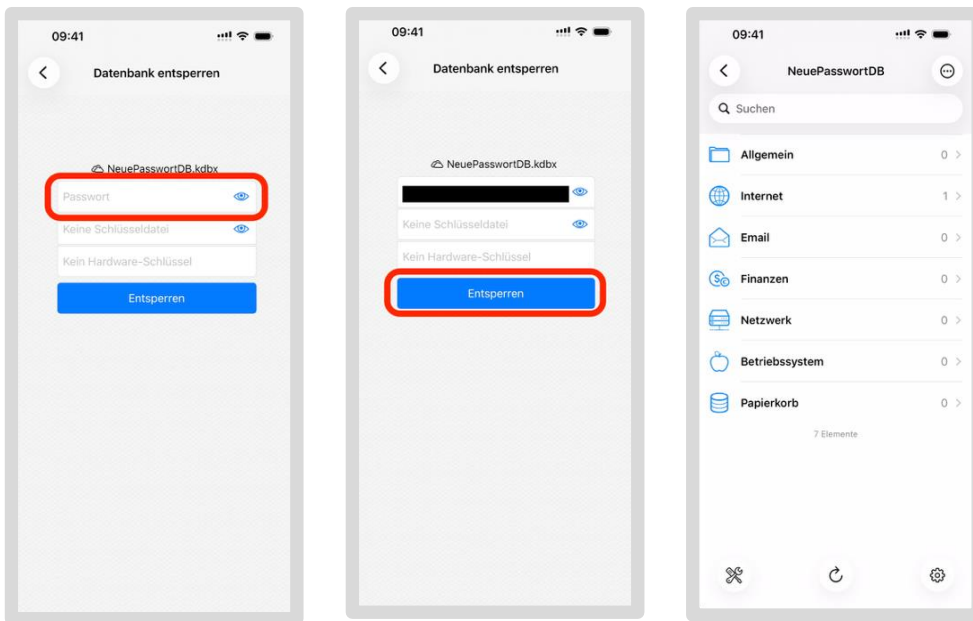 09:41
Datenbank entsperren
NeuePasswortDB.kdbx
Passwort
Keine Schlüsseldatei
Kein Hardware-Schlüssel
Entsperren
09:41
Datenbank entsperren
NeuePasswortDB.kdbx
Keine Schlüsseldatei
Kein Hardware-Schlüssel
Entsperren
09:41
NeuePasswortDB
Suchen
Allgemein 0
Internet 1
Email 0
Finanzen 0
Netzwerk 0
Betriebssystem 0
Papierkorb 0
7 Elemente